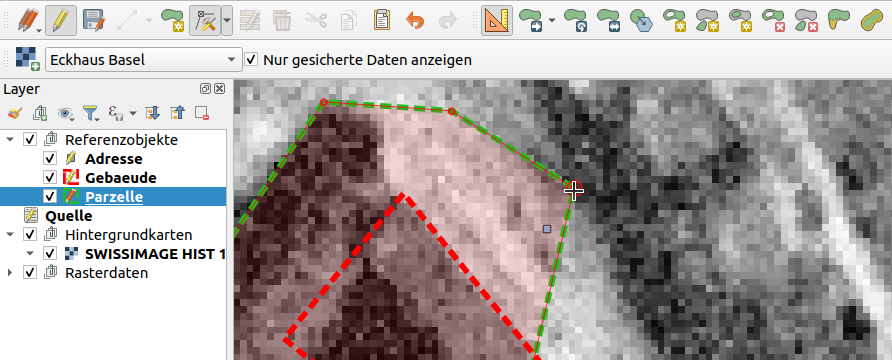 Eckhaus Basel
Nur gesicherte Daten anzeigen
Layer
Referenzobjekte
Adresse
Gebaeude
Parzelle
Quelle
Hintergrundkarten
SWISSIMAGE HIST 1
Rasterdaten